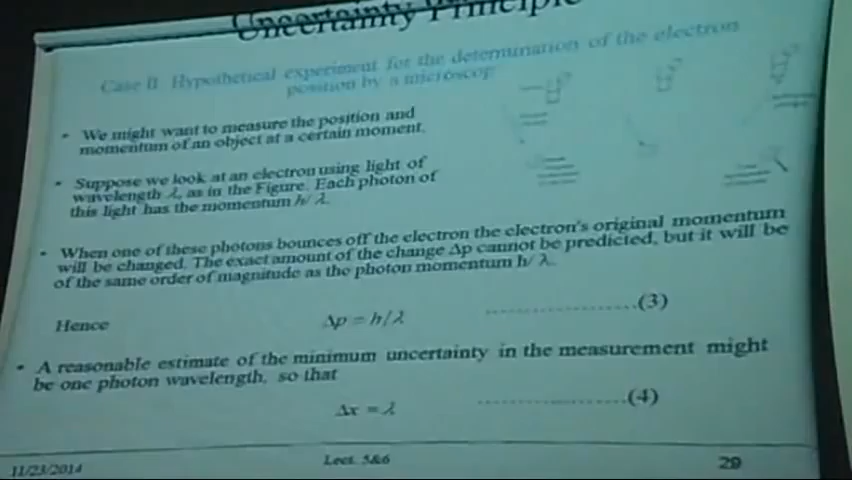 Uncertainty Principle
Case II: Hypothetical experiment for the determination of the electron
position by a microscop
• We might want to measure the position and
momentum of an object at a certain moment.
• Suppose we look at an electron using light of
wavelength λ, as in the Figure. Each photon of
this light has the momentum h/ λ.
• When one of these photons bounces off the electron the electron's original momentum
will be changed. The exact amount of the change Δp cannot be predicted, but it will be
of the same order of magnitude as the photon momentum h/ λ.
Hence Δp = h/λ ........................(3)
• A reasonable estimate of the minimum uncertainty in the measurement might
be one photon wavelength, so that
Δx = λ ........................(4)
11/23/2014 Lect. 5&6 29